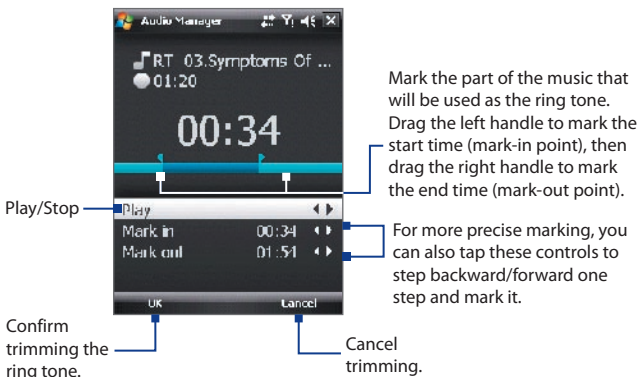 Audio Manager
RT 03.Symptoms Of ...
01:20
00:34
Play
Mark in 00:34
Mark out 01:54
OK Cancel
Mark the part of the music that
will be used as the ring tone.
Drag the left handle to mark the
start time (mark-in point), then
drag the right handle to mark
the end time (mark-out point).
Play/Stop
For more precise marking, you
can also tap these controls to
step backward/forward one
step and mark it.
Confirm
trimming the
ring tone.
Cancel
trimming.